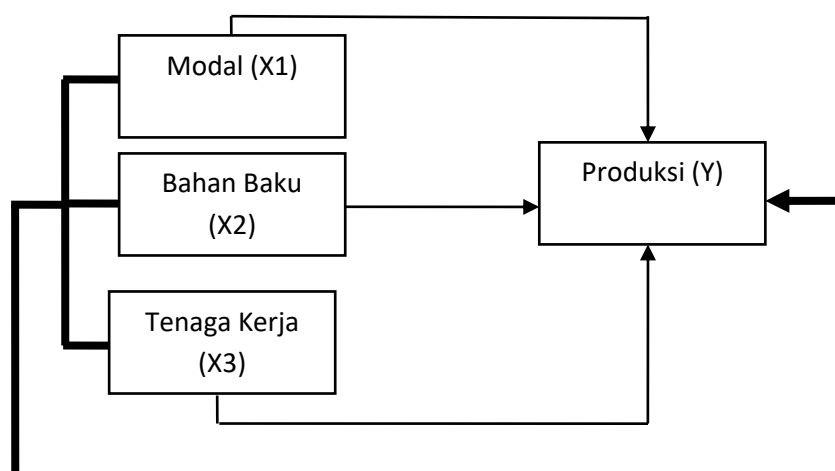 Modal (X1)
Bahan Baku
(X2)
Produksi (Y)
Tenaga Kerja
(X3)